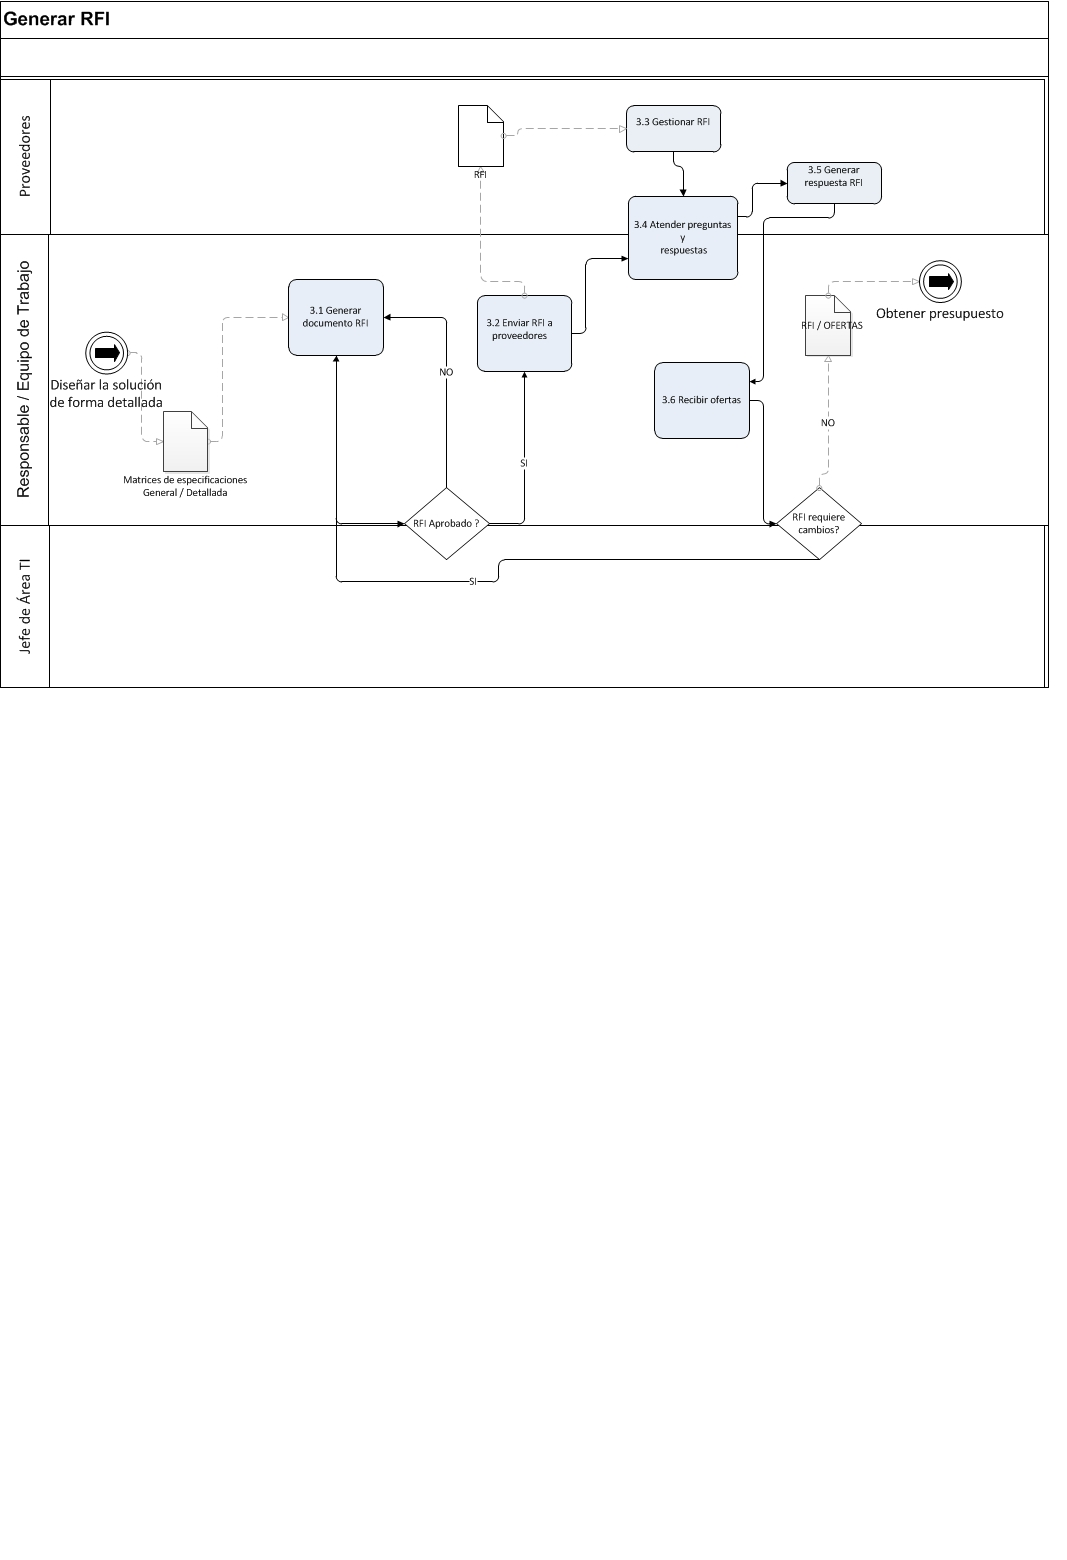 Generar RFI
Proveedores
RFI
3.3 Gestionar RFI
3.5 Generar
respuesta RFI
3.4 Atender preguntas
y
respuestas
Responsable / Equipo de Trabajo
Diseñar la solución
de forma detallada
Matrices de especificaciones
General / Detallada
3.1 Generar
documento RFI
NO
3.2 Enviar RFI a
proveedores
SI
RFI Aprobado ?
3.6 Recibir ofertas
RFI / OFERTAS
Obtener presupuesto
NO
RFI requiere
cambios?
Jefe de Área TI
SI